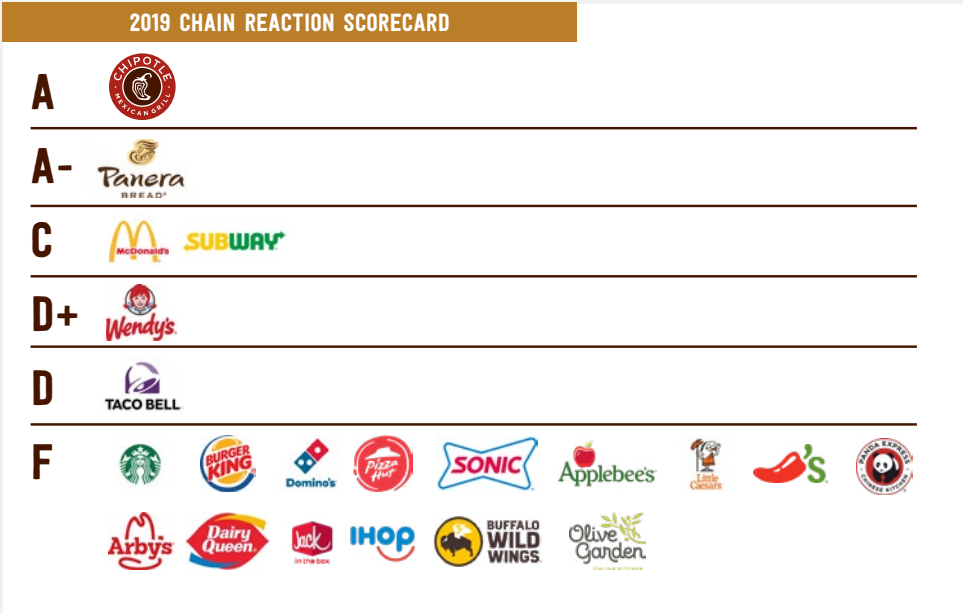 2019 CHAIN REACTION SCORECARD
A
CHIPOTLE
MEXICAN GRILL
A-
Panera
BREAD®
C
McDonald's
SUBWAY
D+
Wendy's
D
TACO BELL
F
BURGER
KING
Domino's
Pizza
Hut
SONIC
Applebee's
Little
Caesars
's
PANDA EXPRESS
CHINESE KITCHEN
Arby's
Dairy
Queen
Jack
in the box
IHOP
BUFFALO
WILD
WINGS
Olive
Garden
ITALIAN KITCHEN